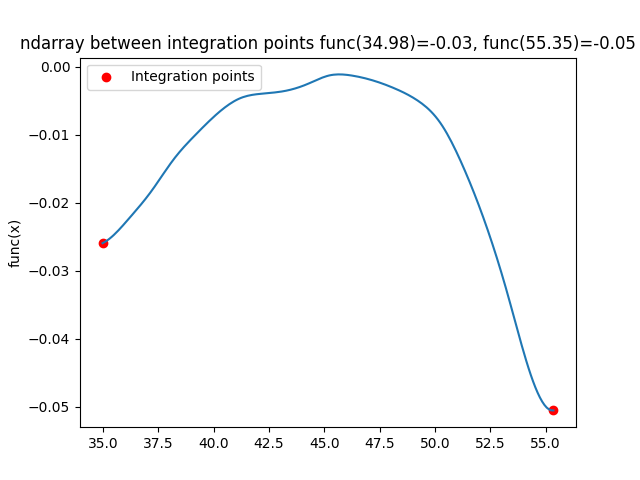 ndarray between integration points func(34.98)=-0.03, func(55.35)=-0.05
Integration points
func(x)
0.00
−0.01
−0.02
−0.03
−0.04
−0.05
35.0 37.5 40.0 42.5 45.0 47.5 50.0 52.5 55.0